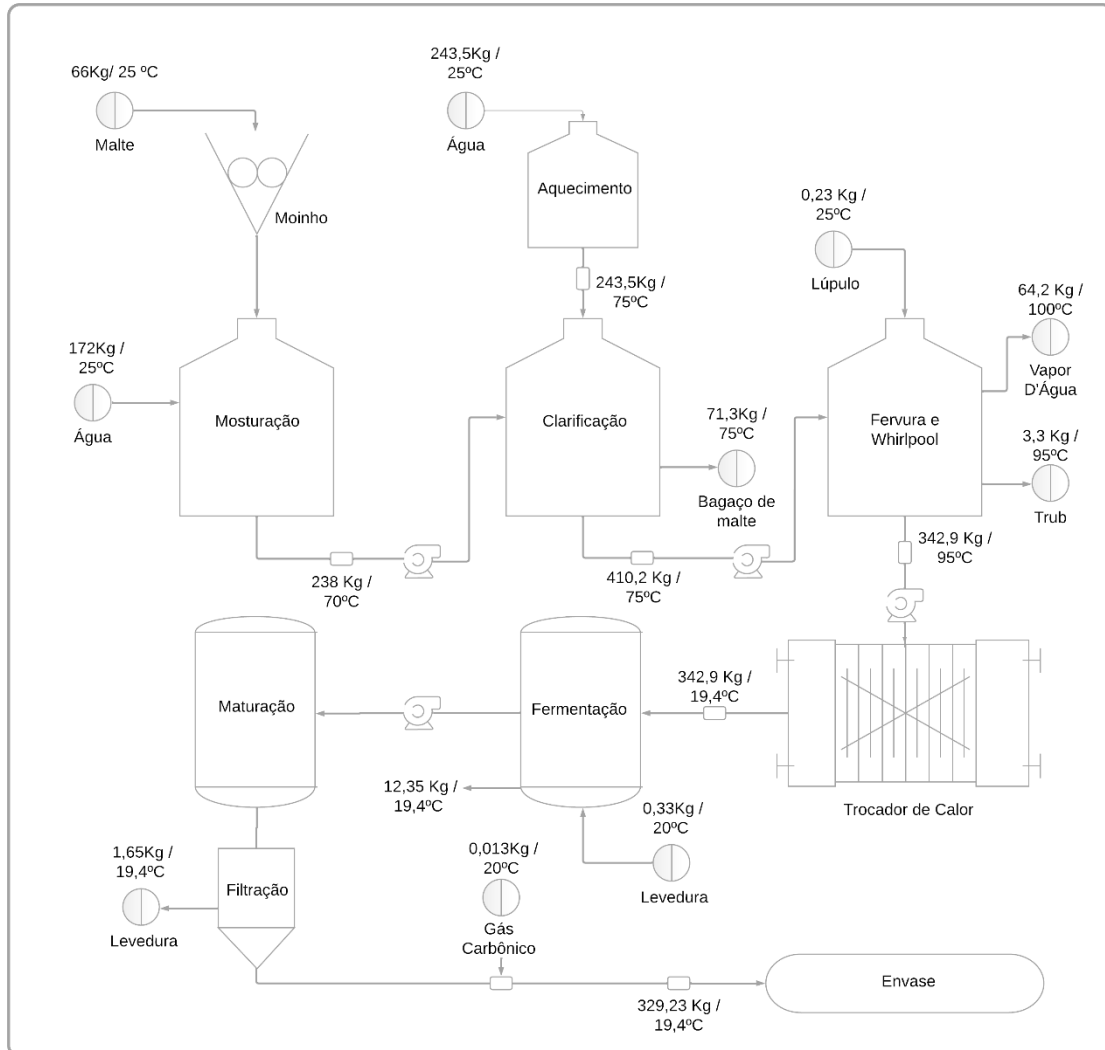 66Kg/ 25 ºC
Malte
Moinho
243,5Kg /
25ºC
Água
Aquecimento
243,5Kg /
75ºC
0,23 Kg /
25ºC
Lúpulo
64,2 Kg /
100ºC
Vapor
D'Água
172Kg /
25ºC
Água
Mosturação
Clarificação
71,3Kg /
75ºC
Bagaço de
malte
Fervura e
Whirlpool
3,3 Kg /
95ºC
Trub
238 Kg /
70ºC
410,2 Kg /
75ºC
342,9 Kg /
95ºC
Maturação
Fermentação
342,9 Kg /
19,4ºC
Trocador de Calor
12,35 Kg /
19,4ºC
0,33Kg /
20ºC
Levedura
1,65Kg /
19,4ºC
Levedura
Filtração
0,013Kg /
20ºC
Gás
Carbônico
329,23 Kg /
19,4ºC
Envase